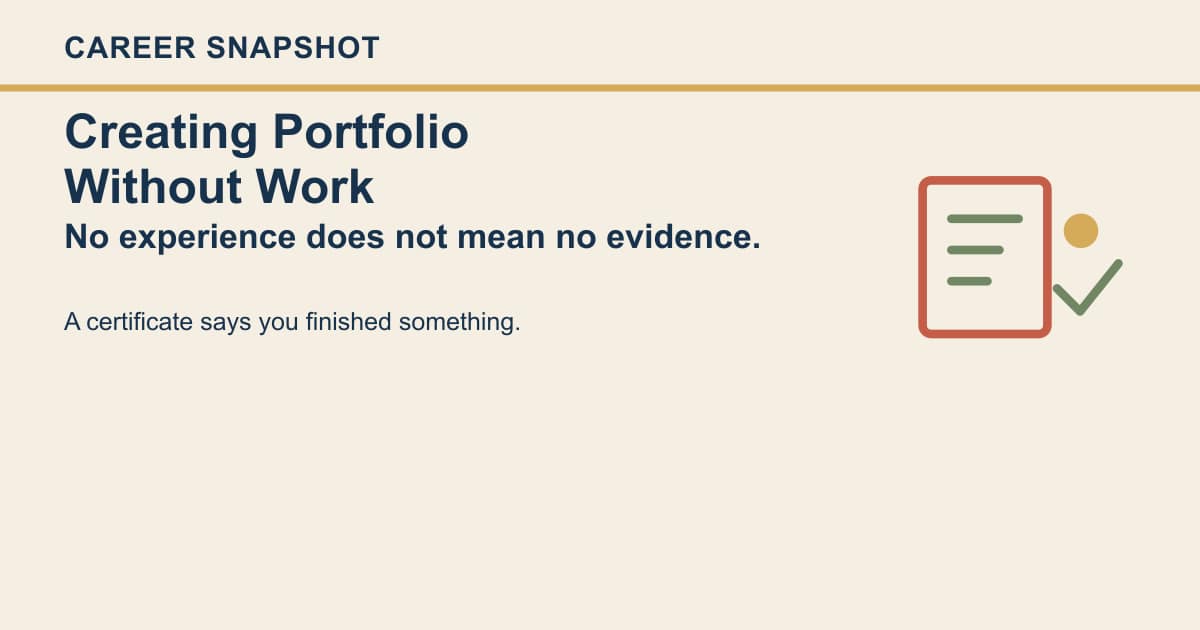 CAREER SNAPSHOT
Creating Portfolio
Without Work
No experience does not mean no evidence.
A certificate says you finished something.